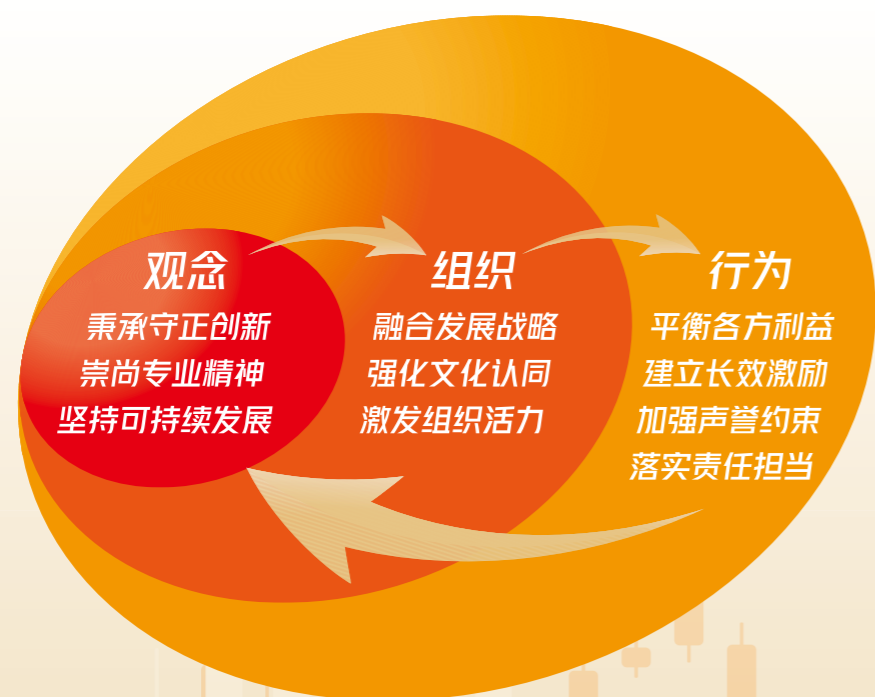 观念
秉承守正创新
崇尚专业精神
坚持可持续发展
组织
融合发展战略
强化文化认同
激发组织活力
行为
平衡各方利益
建立长效激励
加强声誉约束
落实责任担当